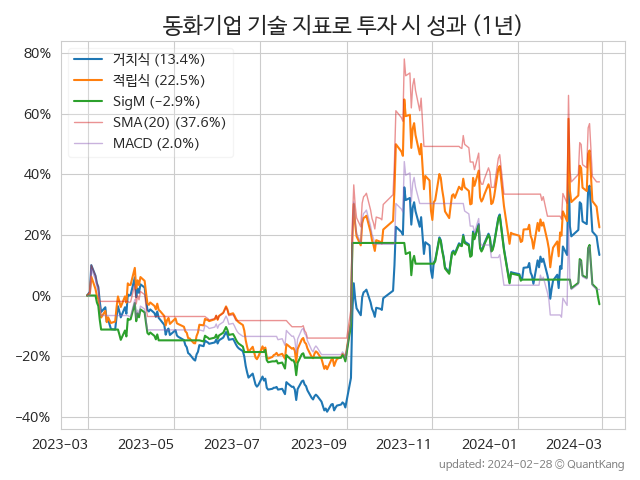 동화기업 기술 지표로 투자 시 성과 (1년)
80%
60%
40%
20%
0%
−20%
−40%
거치식 (13.4%)
적립식 (22.5%)
SigM (−2.9%)
SMA(20) (37.6%)
MACD (2.0%)
2023-03 2023-05 2023-07 2023-09 2023-11 2024-01 2024-03
updated: 2024-02-28 © QuantKang